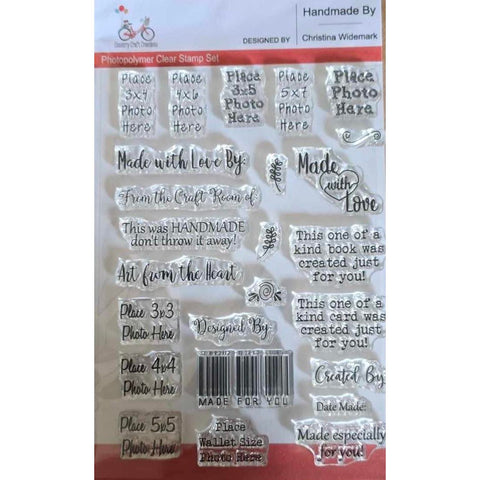 Country Craft Creations
Handmade By
DESIGNED BY
Christina Widemark
Photopolymer Clear Stamp Set
Place
3x4
Photo
Here
Place
4x6
Photo
Here
Place
3x5
Photo
Here
Place
5x7
Photo
Here
Place
Photo
Here
Made with Love By:
Made
with
Love
From the Craft Room of
This was HANDMADE
don't throw it away!
This one of a
kind book was
created just
for you!
Art from the Heart
This one of a
kind card was
created just
for you!
Place 3x3
Photo Here
Designed By
Place 4x4
Photo Here
MADE FOR YOU
Created By
Date Made:
Place 5x5
Photo Here
Place
Wallet Size
Photo Here
Made especially
for you!